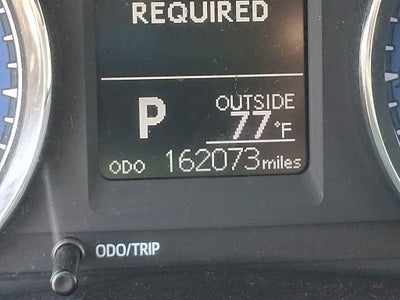 REQUIRED
P
OUTSIDE
77°F
ODO 162073 miles
ODO/TRIP